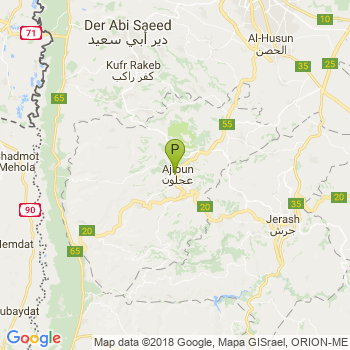 Der Abi Saeed
دير أبي سعيد
71
Al-Husun
الحصن
Kufr Rakeb
كفر راكب
35
25
65
55
hadmot
Mehola
P
Ajloun
عجلون
90
20
20
35
Jerash
جرش
20
lemdat
65
ubaydat
Google
Map data ©2018 Google, Mapa GISrael, ORION-ME